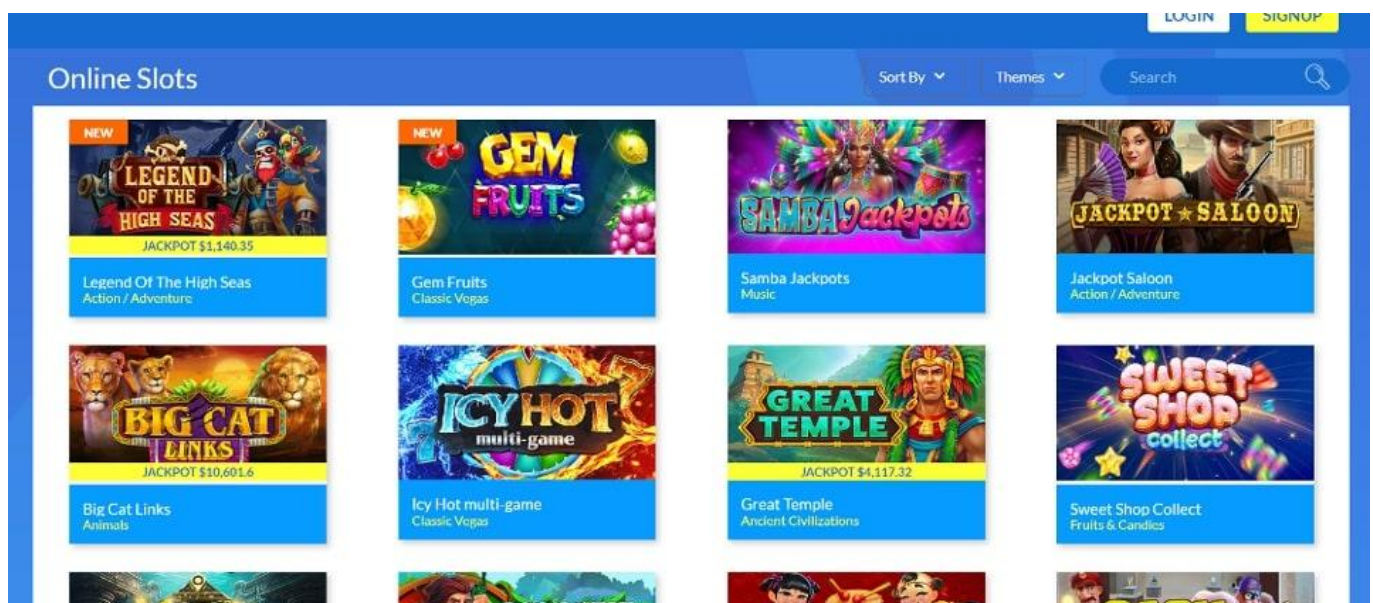 LOGIN SIGNUP
Online Slots
Sort By
Themes
Search
NEW
LEGEND
OF THE
HIGH SEAS
JACKPOT $1,140.35
Legend Of The High Seas
Action / Adventure
NEW
GEM
FRUITS
Gem Fruits
Classic Vegas
SAMBA Jackpots
Samba Jackpots
Music
JACKPOT SALOON
Jackpot Saloon
Action / Adventure
BIG CAT
LINKS
JACKPOT $10,601.6
Big Cat Links
Animals
ICY HOT
multi-game
Icy Hot multi-game
Classic Vegas
GREAT
TEMPLE
JACKPOT $4,117.32
Great Temple
Ancient Civilizations
SWEET
SHOP
collect
Sweet Shop Collect
Fruits & Candies